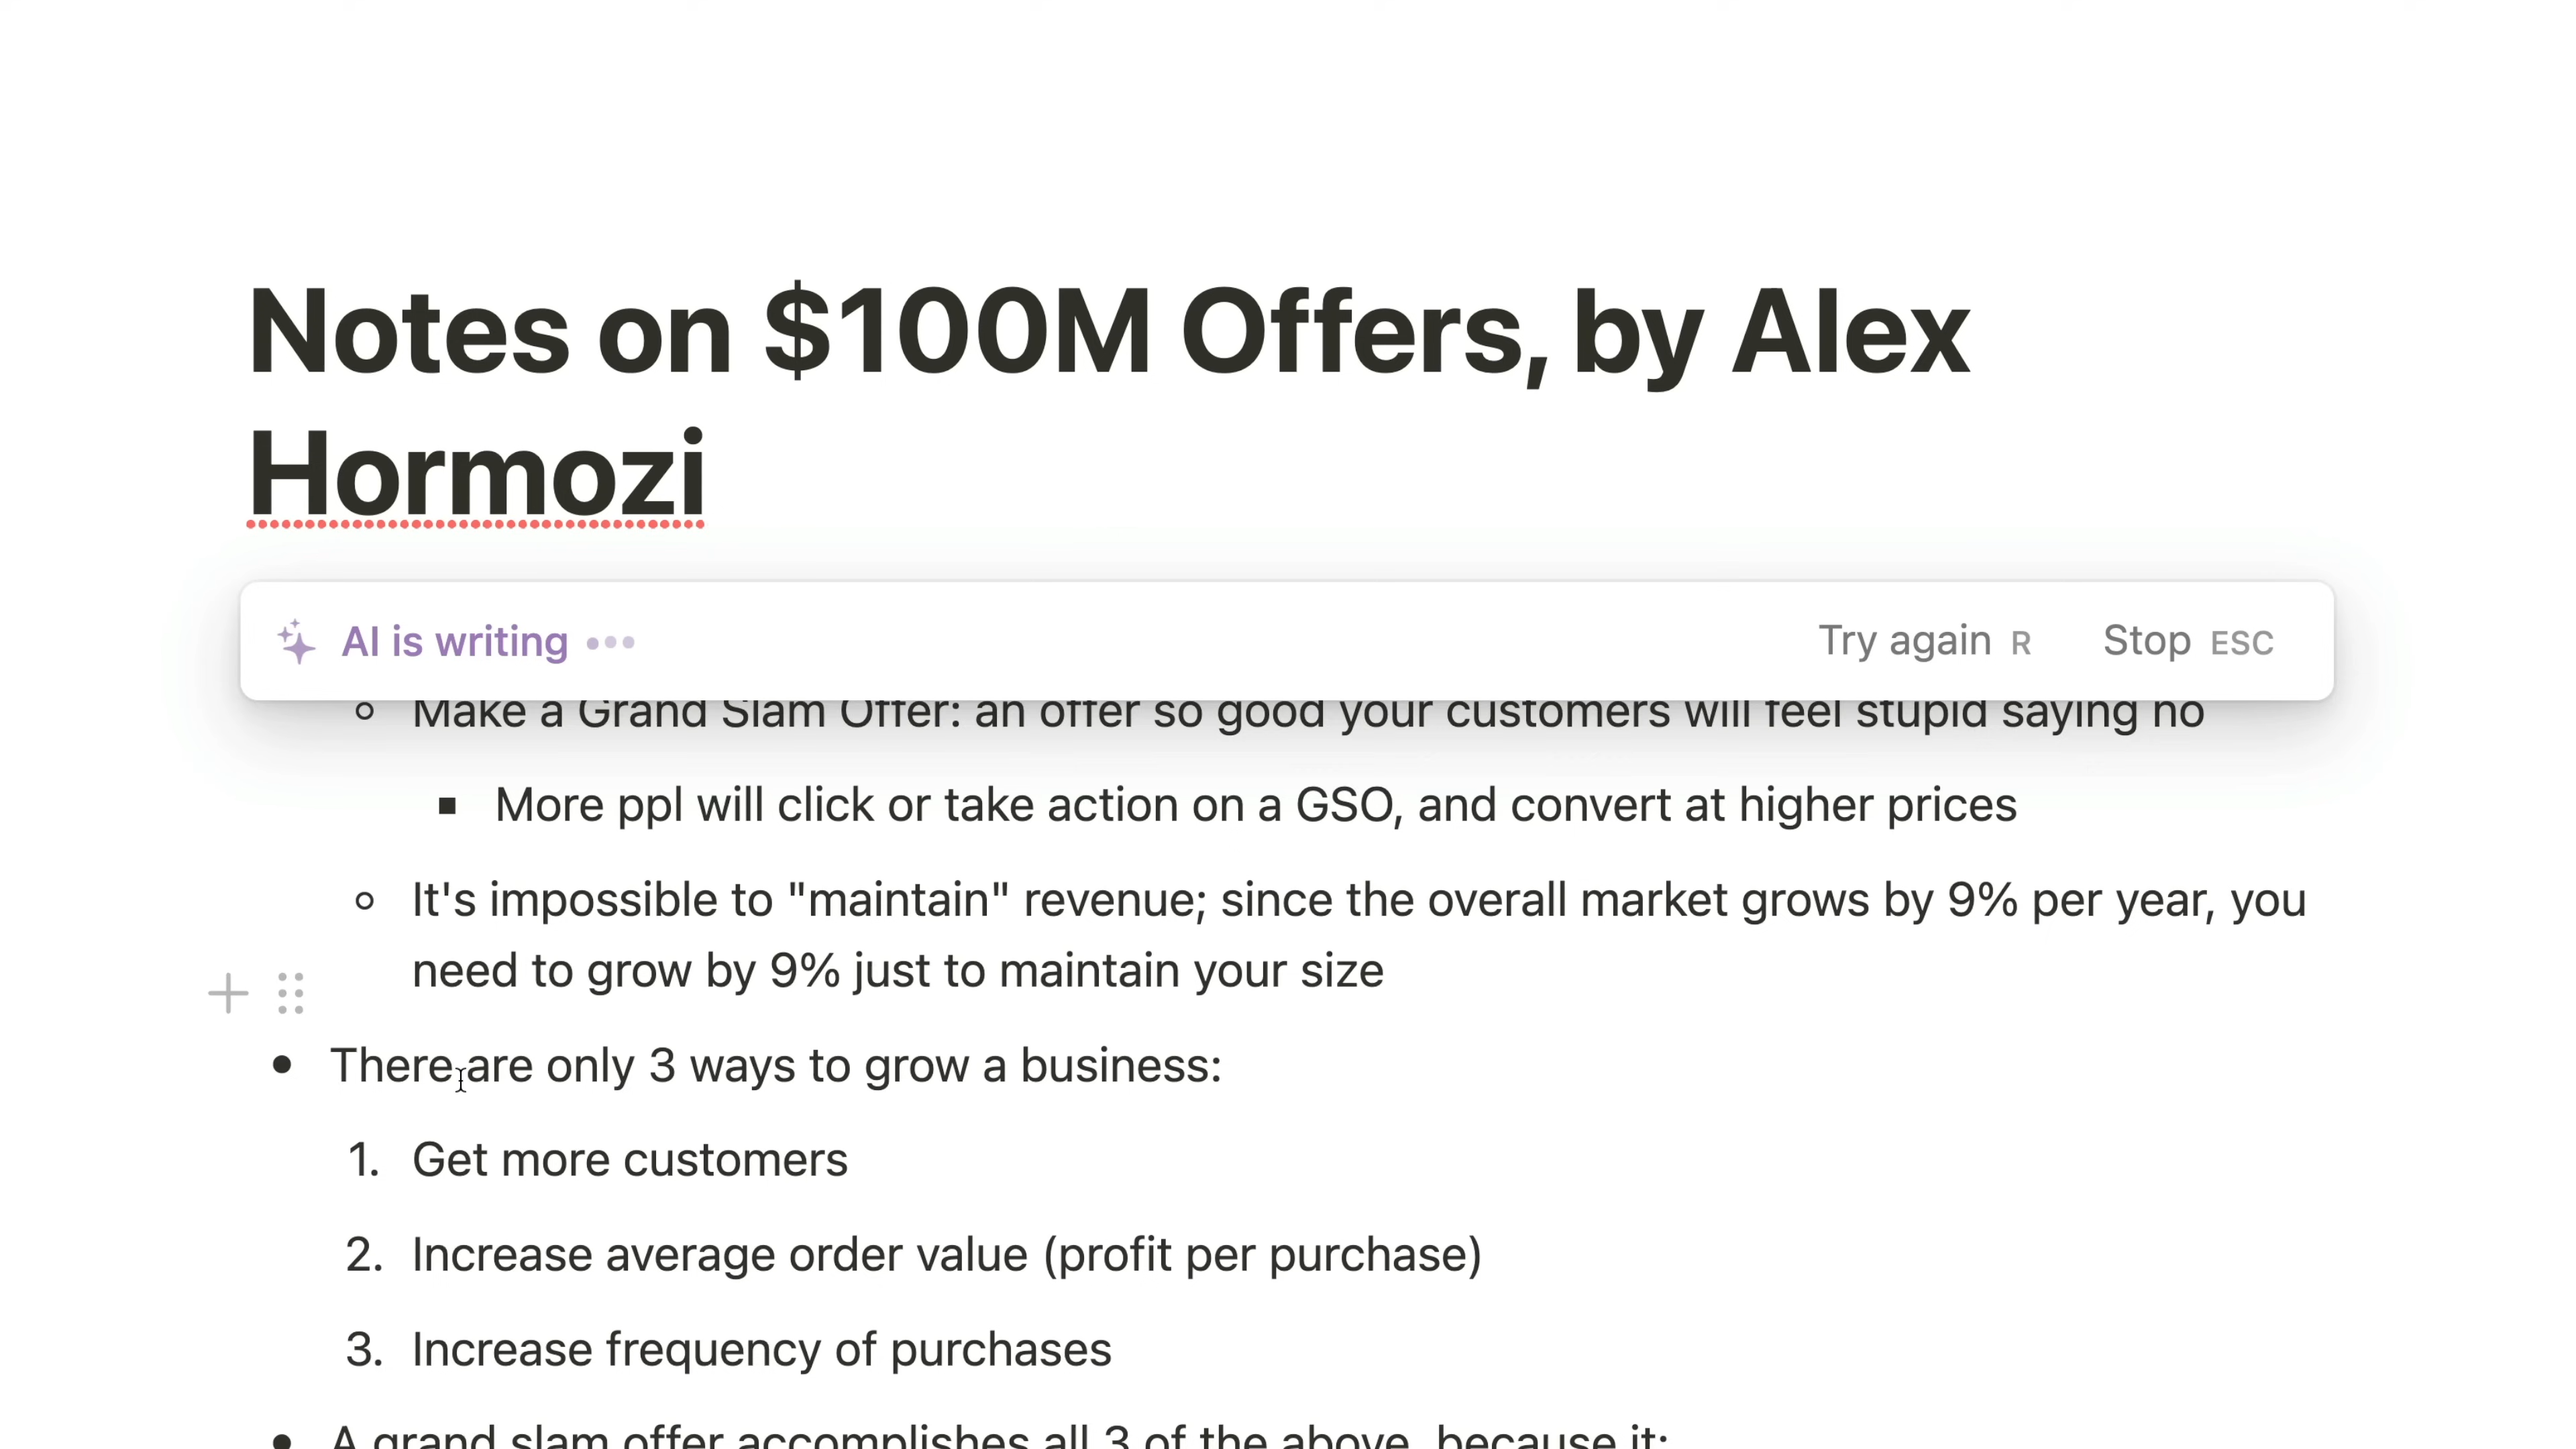 Notes on $100M Offers, by Alex
Hormozi
AI is writing
Try again R Stop ESC
Make a Grand Slam Offer: an offer so good your customers will feel stupid saying no
More ppl will click or take action on a GSO, and convert at higher prices
It's impossible to "maintain" revenue; since the overall market grows by 9% per year, you
need to grow by 9% just to maintain your size
There are only 3 ways to grow a business:
1. Get more customers
2. Increase average order value (profit per purchase)
3. Increase frequency of purchases
A grand slam offer accomplishes all 3 of the above, because it: